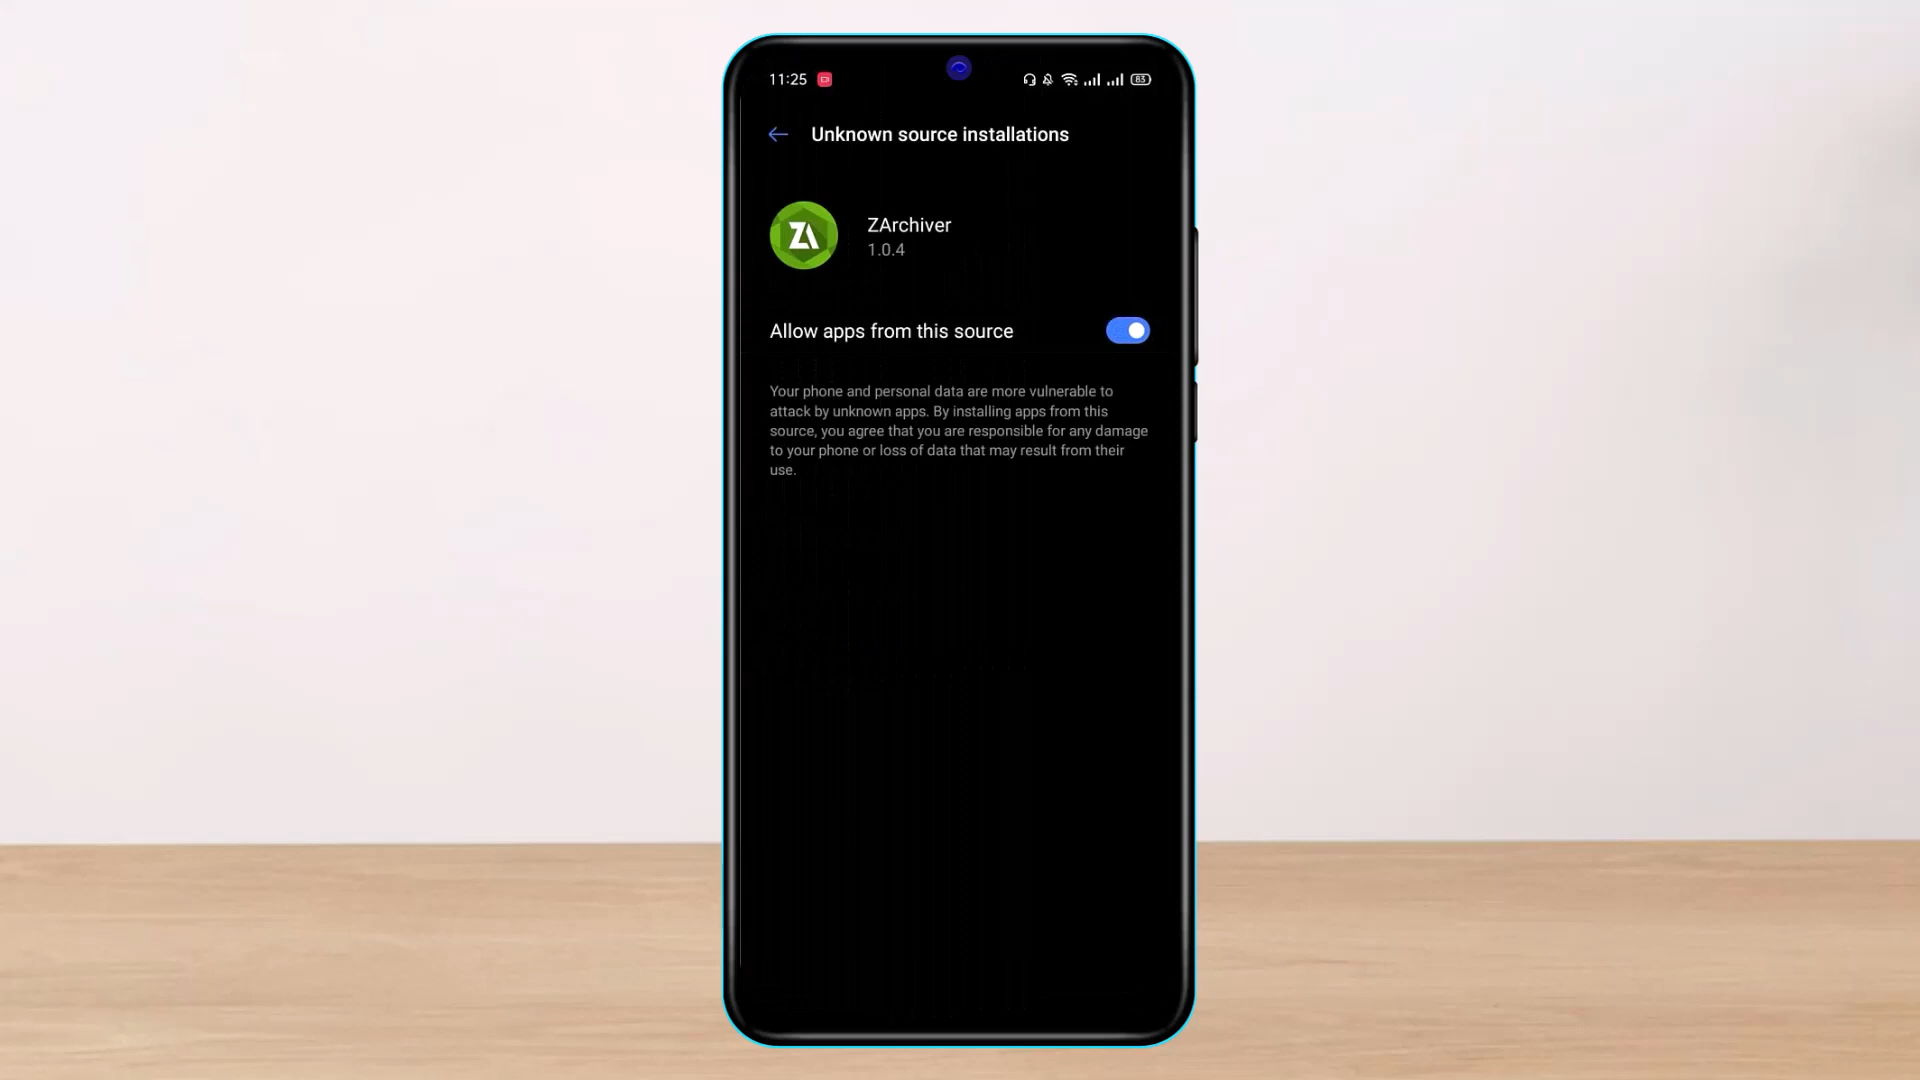 11:25
83
Unknown source installations
ZA
ZArchiver
1.0.4
Allow apps from this source
Your phone and personal data are more vulnerable to
attack by unknown apps. By installing apps from this
source, you agree that you are responsible for any damage
to your phone or loss of data that may result from their
use.